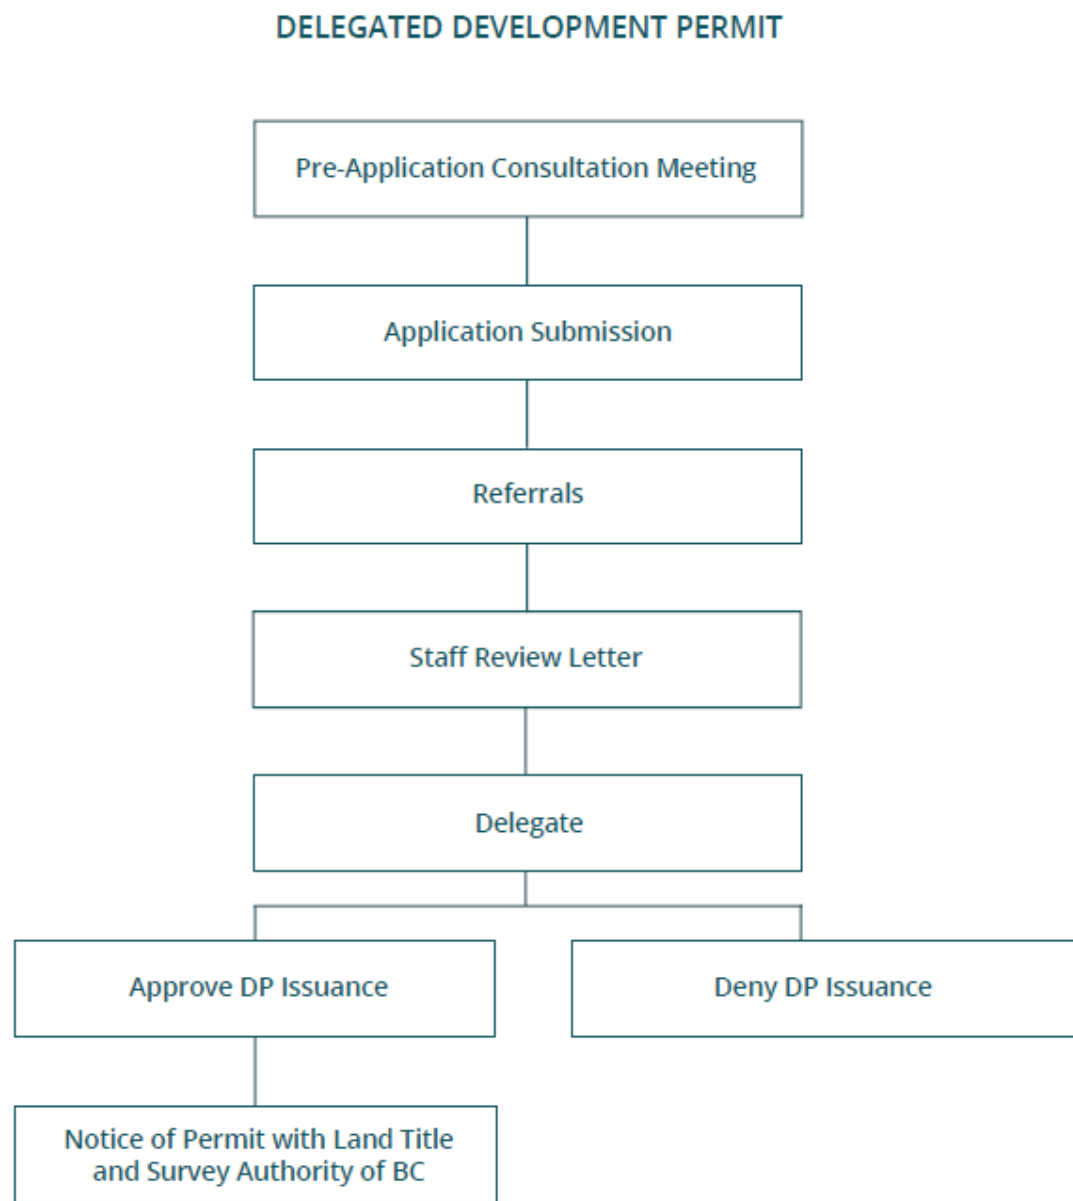 DELEGATED DEVELOPMENT PERMIT
Pre-Application Consultation Meeting
Application Submission
Referrals
Staff Review Letter
Delegate
Approve DP Issuance
Deny DP Issuance
Notice of Permit with Land Title
and Survey Authority of BC